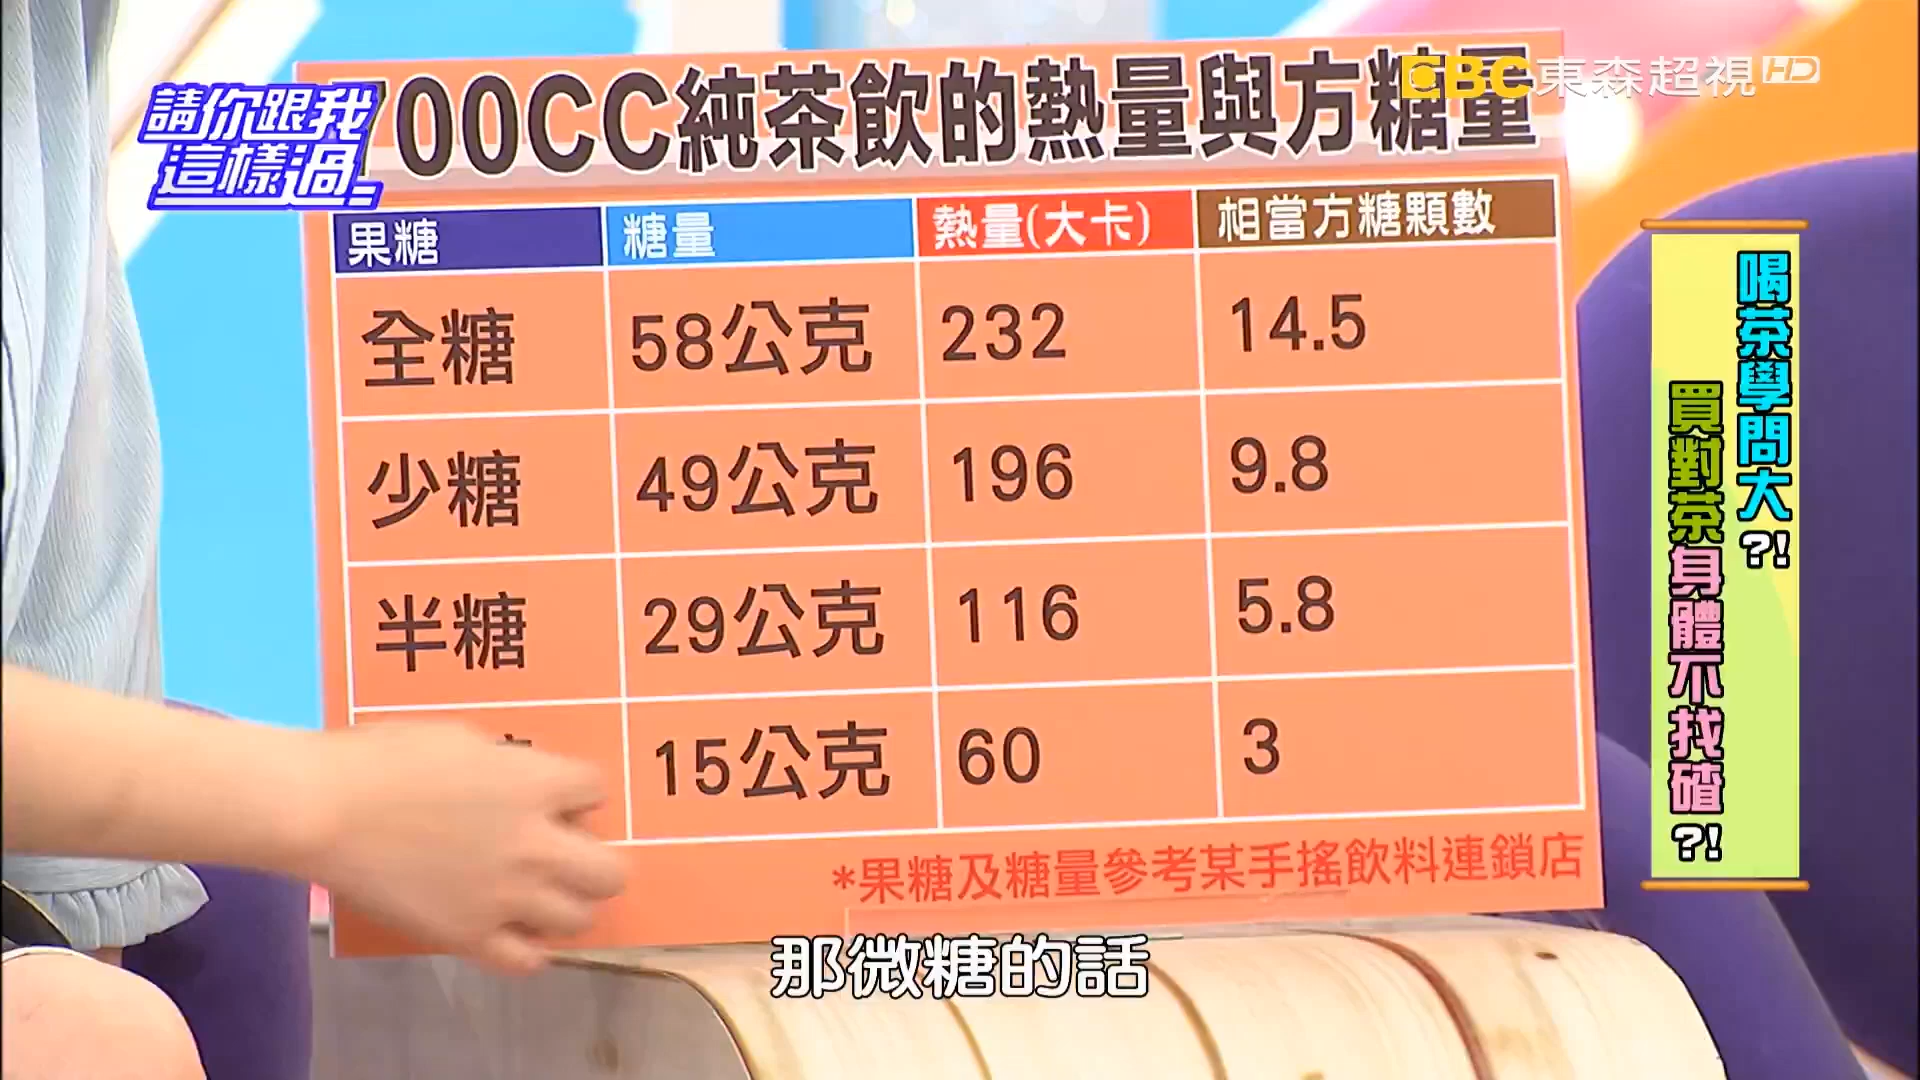 請你跟我
這樣過
00CC純茶飲的熱量與方糖量
EBC東森超視HD
果糖 糖量 熱量(大卡) 相當方糖顆數
全糖 58公克 232 14.5
少糖 49公克 196 9.8
半糖 29公克 116 5.8
15公克 60 3
*果糖及糖量參考某手搖飲料連鎖店
喝茶學問大?!
買對茶身體不找碴?!
那微糖的話